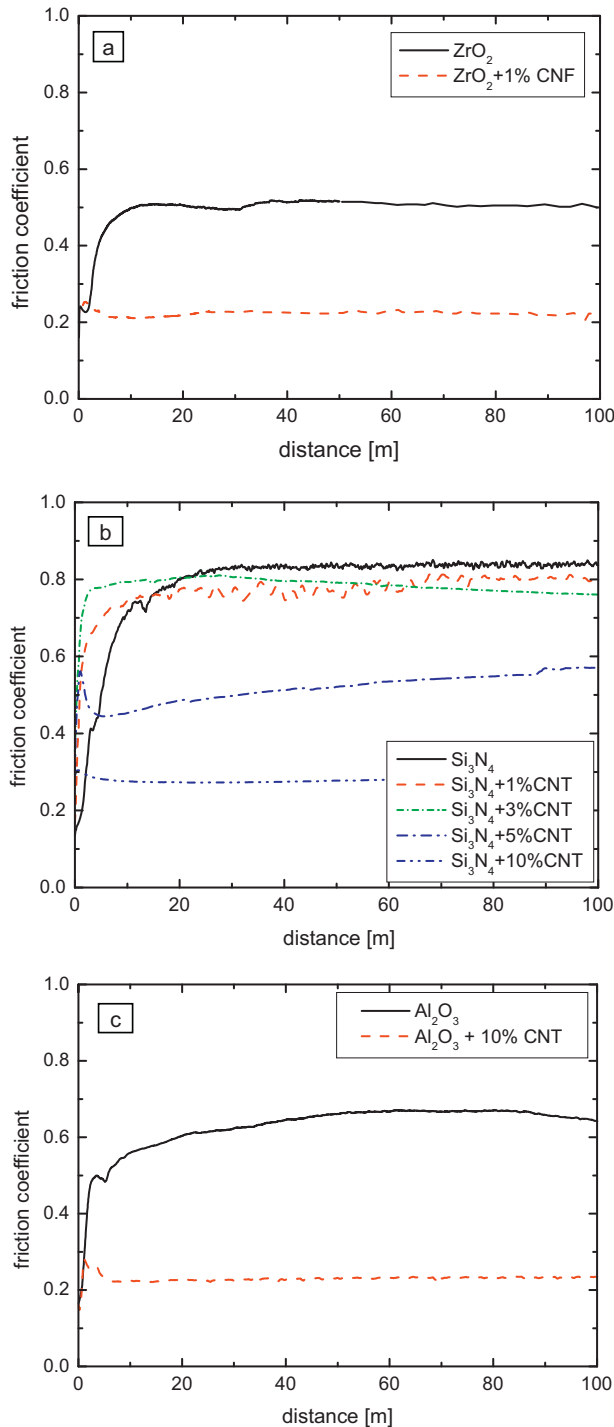 1.0
a
ZrO₂
ZrO₂+1% CNF
0.8
0.6
0.4
0.2
0.0
friction coefficient
0 20 40 60 80 100
distance [m]
1.0
b
0.8
0.6
0.4
0.2
0.0
friction coefficient
Si₃N₄
Si₃N₄+1%CNT
Si₃N₄+3%CNT
Si₃N₄+5%CNT
Si₃N₄+10%CNT
0 20 40 60 80 100
distance [m]
1.0
c
Al₂O₃
Al₂O₃ + 10% CNT
0.8
0.6
0.4
0.2
0.0
friction coefficient
0 20 40 60 80 100
distance [m]